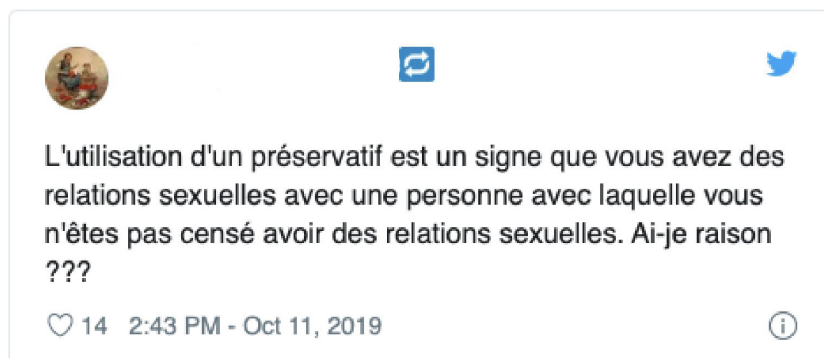 L'utilisation d'un préservatif est un signe que vous avez des
relations sexuelles avec une personne avec laquelle vous
n'êtes pas censé avoir des relations sexuelles. Ai-je raison
???
14 2:43 PM - Oct 11, 2019